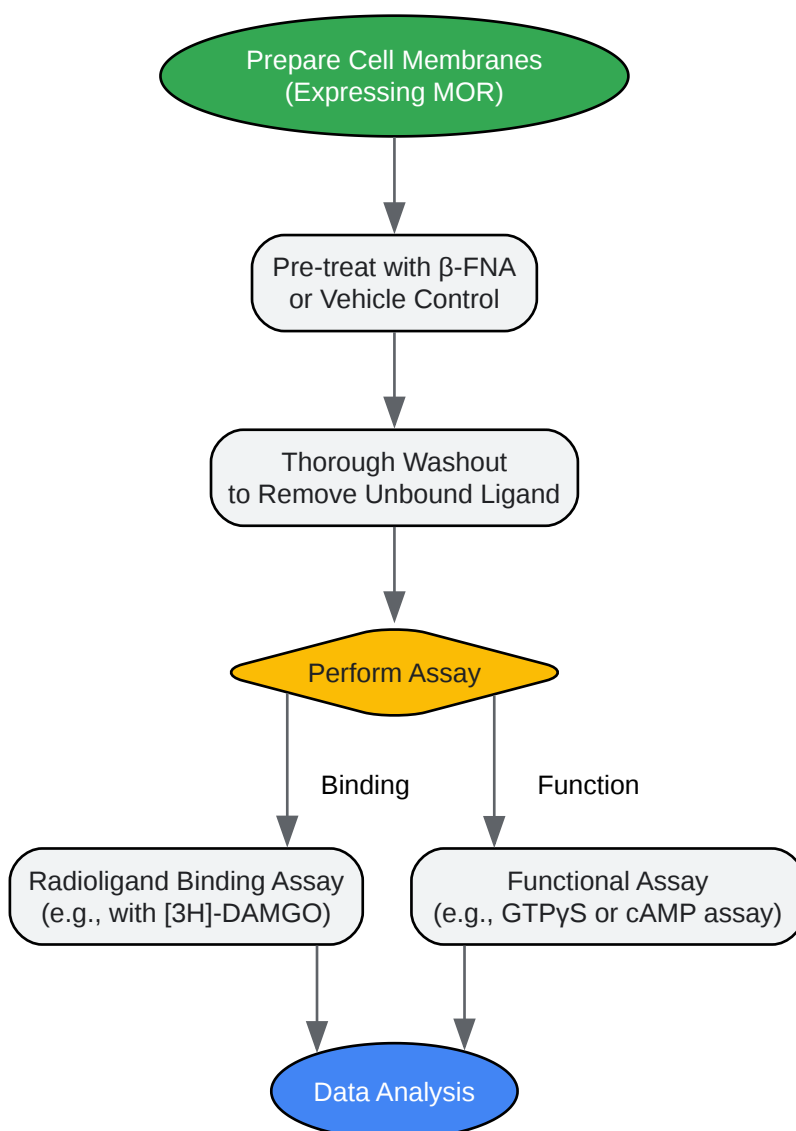 Prepare Cell Membranes
(Expressing MOR)
Pre-treat with β-FNA
or Vehicle Control
Thorough Washout
to Remove Unbound Ligand
Perform Assay
Binding
Function
Radioligand Binding Assay
(e.g., with [3H]-DAMGO)
Functional Assay
(e.g., GTPγS or cAMP assay)
Data Analysis